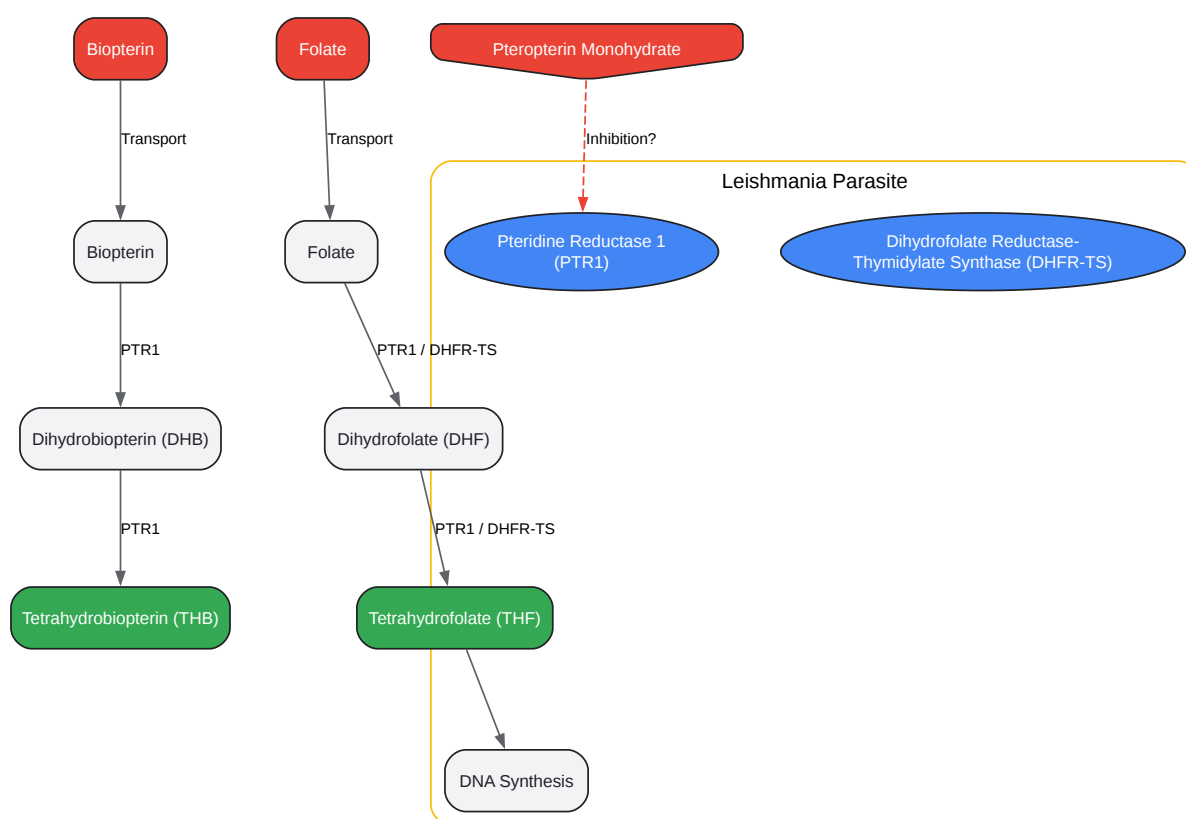 Biopterin
Folate
Pteropterin Monohydrate
Transport
Transport
Inhibition?
Leishmania Parasite
Biopterin
Folate
Pteridine Reductase 1
(PTR1)
Dihydrofolate Reductase-
Thymidylate Synthase (DHFR-TS)
PTR1
PTR1 / DHFR-TS
Dihydrobiopterin (DHB)
Dihydrofolate (DHF)
PTR1
PTR1 / DHFR-TS
Tetrahydrobiopterin (THB)
Tetrahydrofolate (THF)
DNA Synthesis